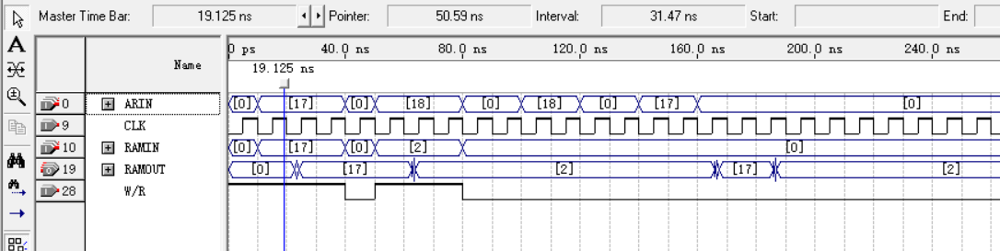 Master Time Bar: 19.125 ns Pointer: 50.59 ns Interval: 31.47 ns Start: End:
A
Name
0 ps 40.0 ns 80.0 ns 120.0 ns 160.0 ns 200.0 ns 240.0 ns
19.125 ns
0 ARIN [0] [17] [0] [18] [0] [18] [0] [17] [0]
9 CLK
10 RAMIN [0] [17] [0] [2] [0]
19 RAMOUT [0] [17] [2] [17] [2]
28 W/R